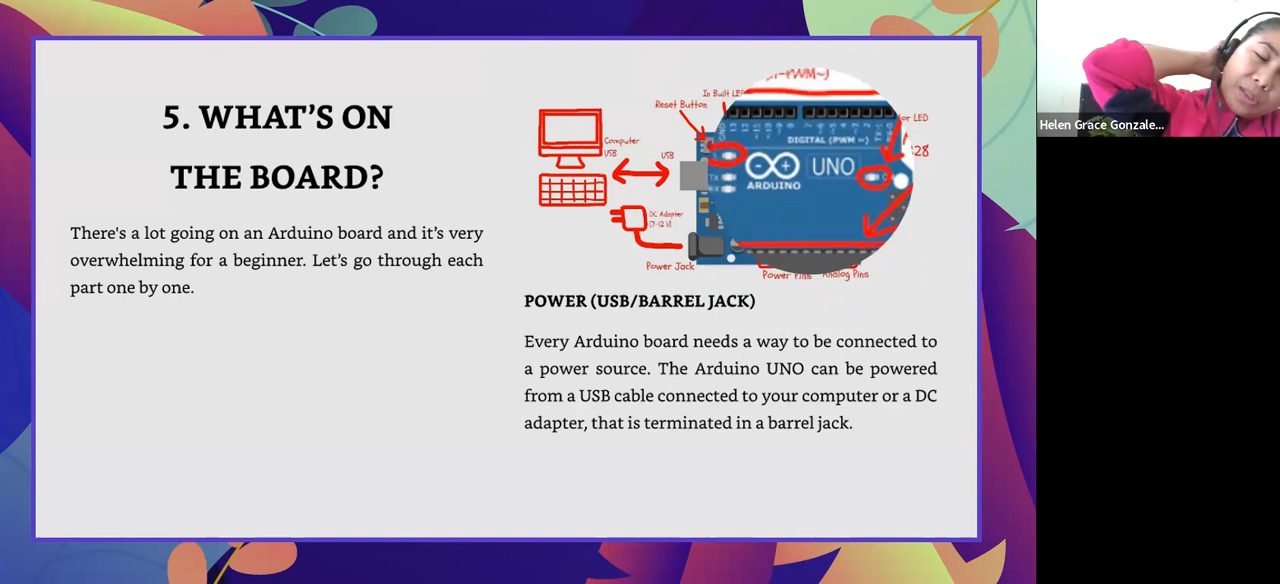 5. WHAT’S ON
THE BOARD?
There's a lot going on an Arduino board and it’s very
overwhelming for a beginner. Let’s go through each
part one by one.
In Built LE
Reset Button
or LED
Computer
USB
USB
28
DIGITAL (PWM ~)
UNO
ARDUINO
DC Adapter
(7-12 V)
Power Jack
Power Pins
Analog Pins
POWER (USB/BARREL JACK)
Every Arduino board needs a way to be connected to
a power source. The Arduino UNO can be powered
from a USB cable connected to your computer or a DC
adapter, that is terminated in a barrel jack.
Helen Grace Gonzale...